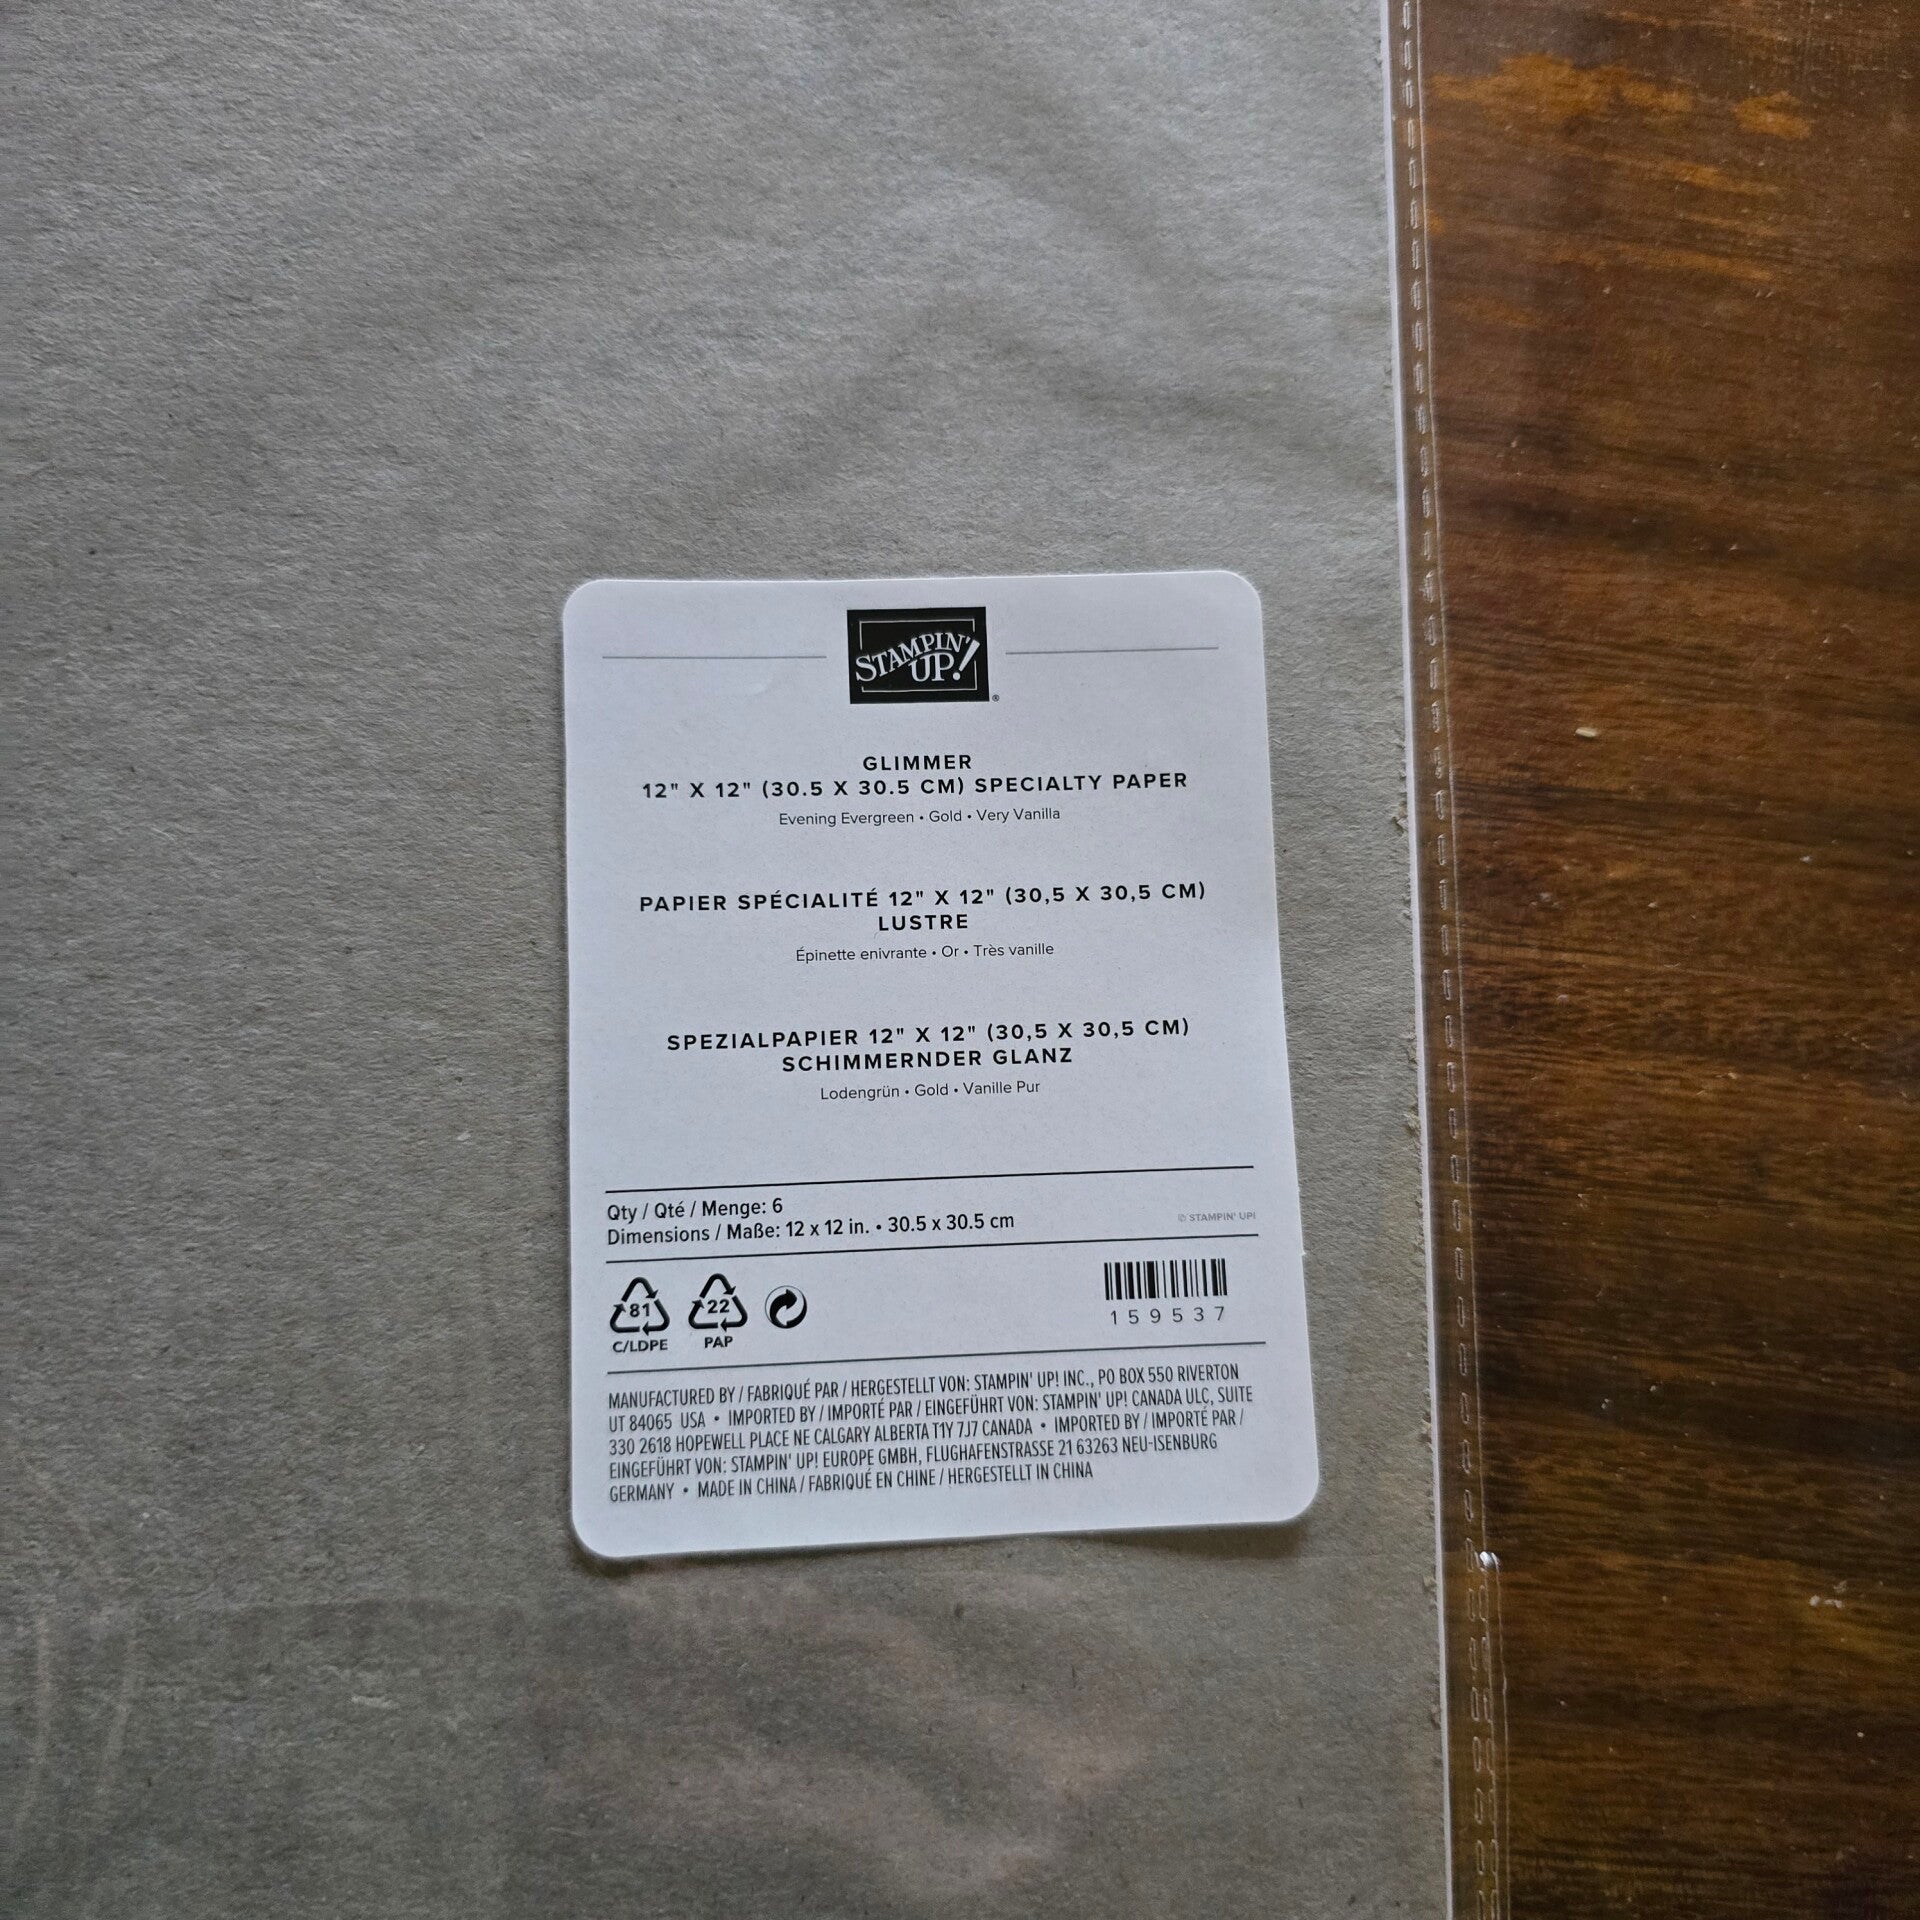 STAMPIN' UP!®
GLIMMER
12" X 12" (30.5 X 30.5 CM) SPECIALTY PAPER
Evening Evergreen • Gold • Very Vanilla
PAPIER SPÉCIALITÉ 12" X 12" (30,5 X 30,5 CM)
LUSTRE
Épinette enivrante • Or • Très vanille
SPEZIALPAPIER 12" X 12" (30,5 X 30,5 CM)
SCHIMMERNDER GLANZ
Lodengrün • Gold • Vanille Pur
Qty / Qté / Menge: 6
Dimensions / Maße: 12 x 12 in. • 30.5 x 30.5 cm
© STAMPIN' UP!
81 22
C/LDPE PAP
159537
MANUFACTURED BY / FABRIQUÉ PAR / HERGESTELLT VON: STAMPIN' UP! INC., PO BOX 550 RIVERTON
UT 84065 USA • IMPORTED BY / IMPORTÉ PAR / EINGEFÜHRT VON: STAMPIN' UP! CANADA ULC, SUITE
330 2618 HOPEWELL PLACE NE CALGARY ALBERTA T1Y 7J7 CANADA • IMPORTED BY / IMPORTÉ PAR /
EINGEFÜHRT VON: STAMPIN' UP! EUROPE GMBH, FLUGHAFENSTRASSE 21 63263 NEU-ISENBURG
GERMANY • MADE IN CHINA / FABRIQUÉ EN CHINE / HERGESTELLT IN CHINA